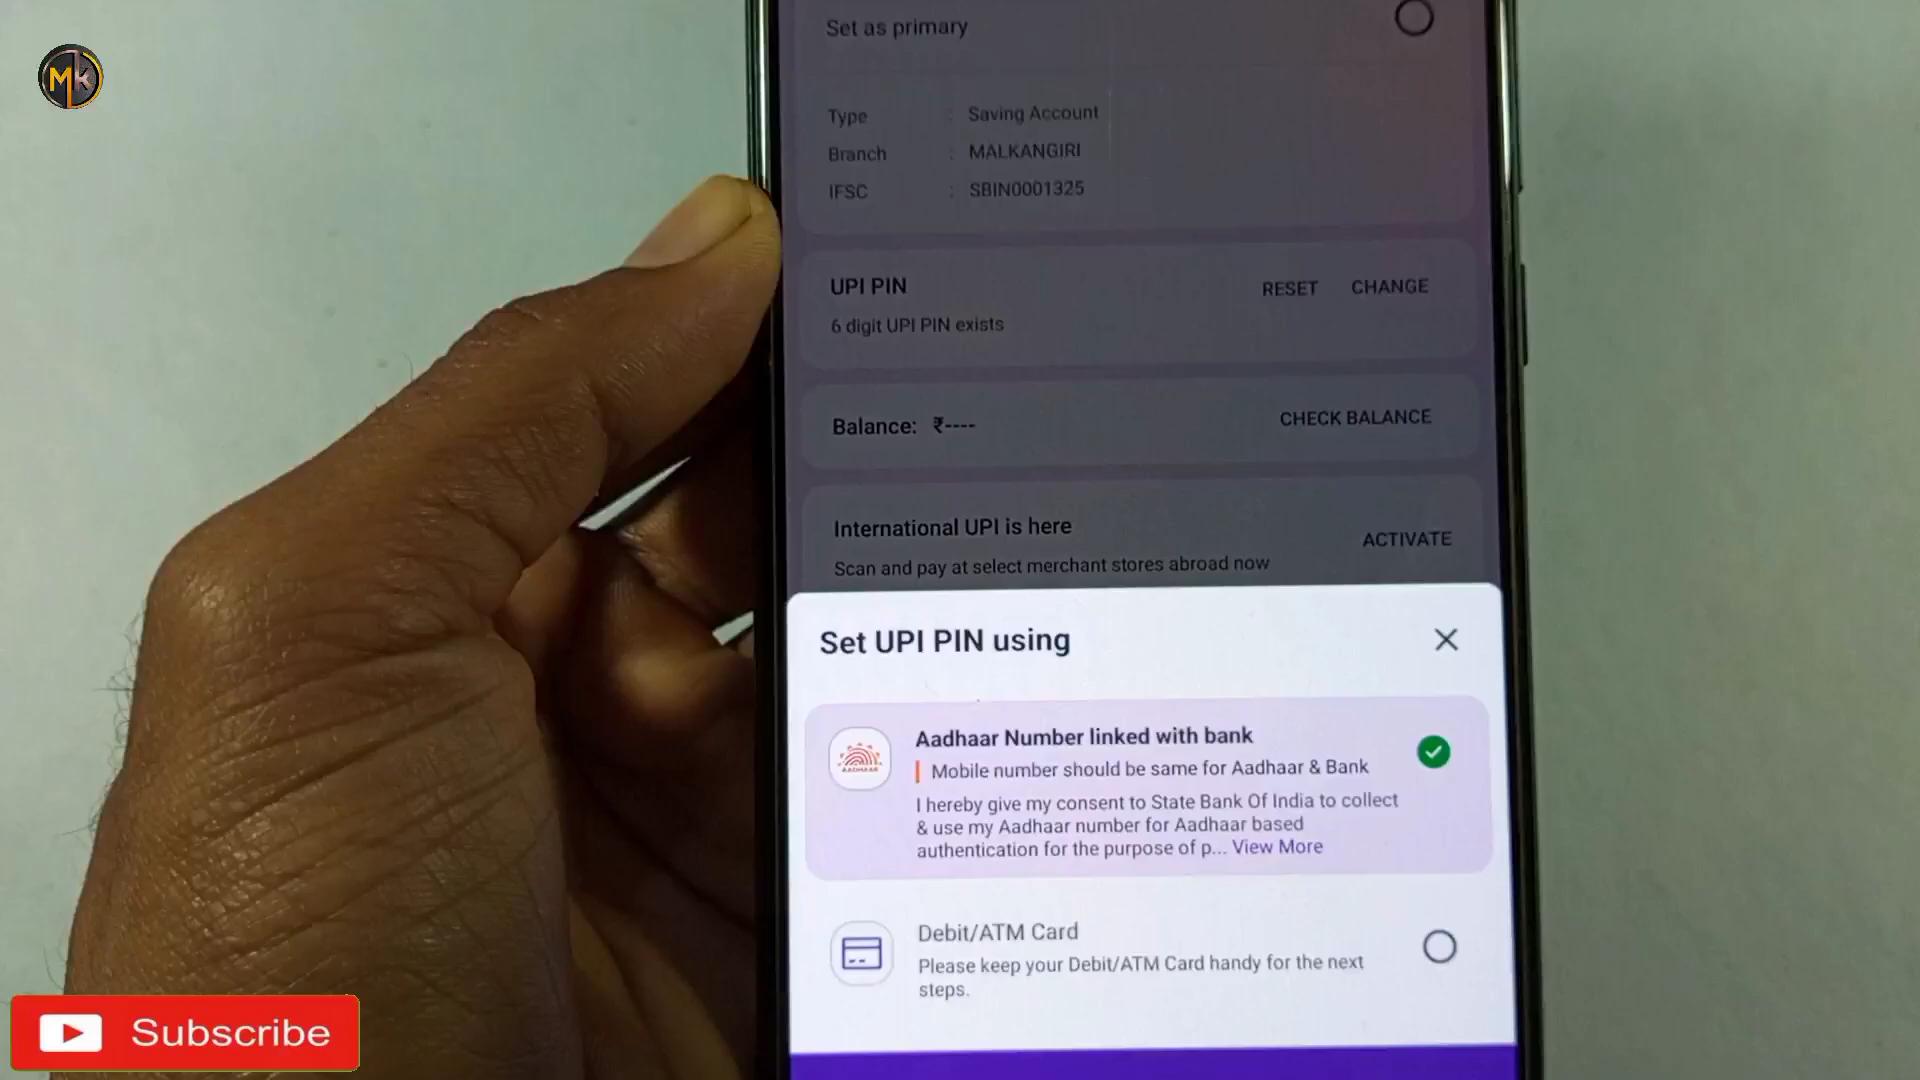 MK
Set as primary
Type : Saving Account
Branch : MALKANGIRI
IFSC : SBIN0001325
UPI PIN RESET CHANGE
6 digit UPI PIN exists
Balance: ₹---- CHECK BALANCE
International UPI is here ACTIVATE
Scan and pay at select merchant stores abroad now
Set UPI PIN using
AADHAAR
Aadhaar Number linked with bank
Mobile number should be same for Aadhaar & Bank
I hereby give my consent to State Bank Of India to collect
& use my Aadhaar number for Aadhaar based
authentication for the purpose of p... View More
Debit/ATM Card
Please keep your Debit/ATM Card handy for the next
steps.
Subscribe